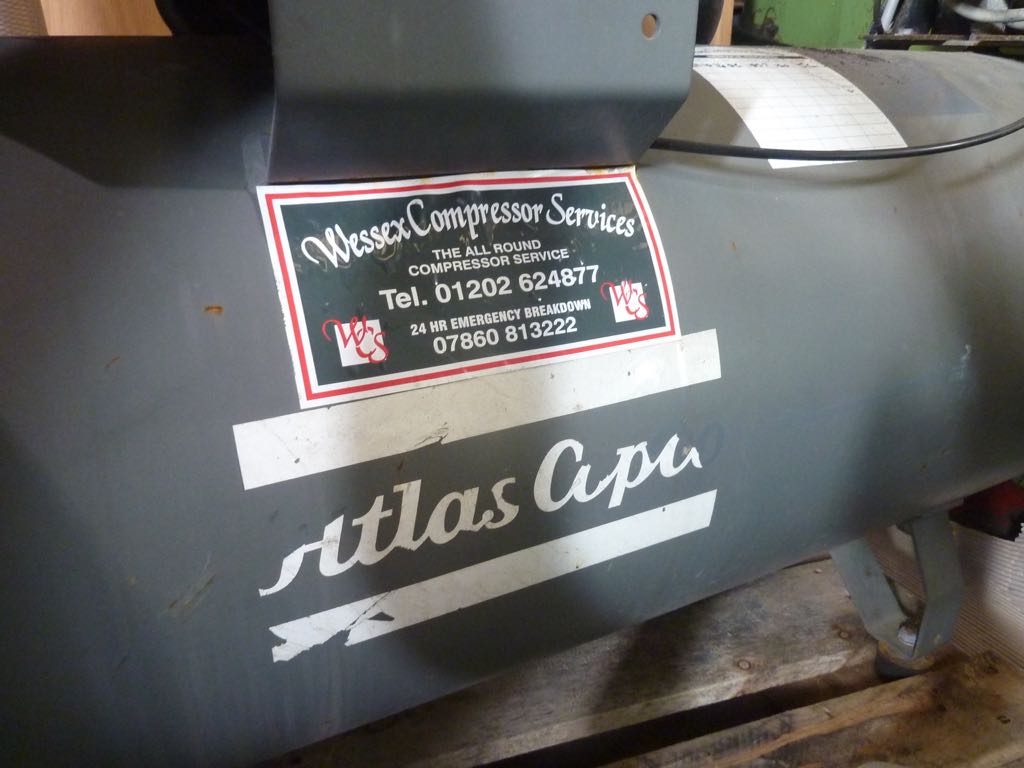 Wessex Compressor Services
THE ALL ROUND
COMPRESSOR SERVICE
Tel. 01202 624877
24 HR EMERGENCY BREAKDOWN
07860 813222
WCS
WCS
Atlas Cop